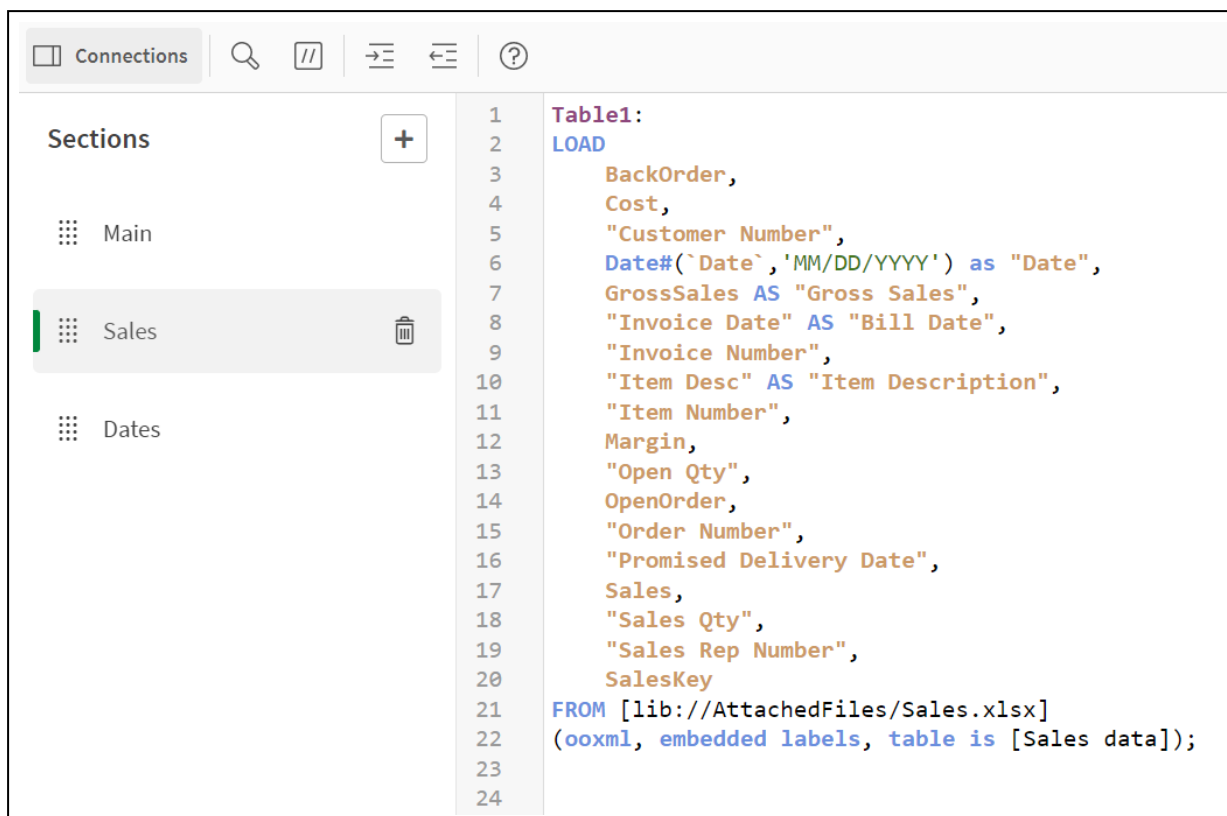 Connections // ?
Sections +
Main
Sales
Dates
1 Table1:
2 LOAD
3 BackOrder,
4 Cost,
5 "Customer Number",
6 Date#(`Date`,'MM/DD/YYYY') as "Date",
7 GrossSales AS "Gross Sales",
8 "Invoice Date" AS "Bill Date",
9 "Invoice Number",
10 "Item Desc" AS "Item Description",
11 "Item Number",
12 Margin,
13 "Open Qty",
14 OpenOrder,
15 "Order Number",
16 "Promised Delivery Date",
17 Sales,
18 "Sales Qty",
19 "Sales Rep Number",
20 SalesKey
21 FROM [lib://AttachedFiles/Sales.xlsx]
22 (ooxml, embedded labels, table is [Sales data]);
23
24